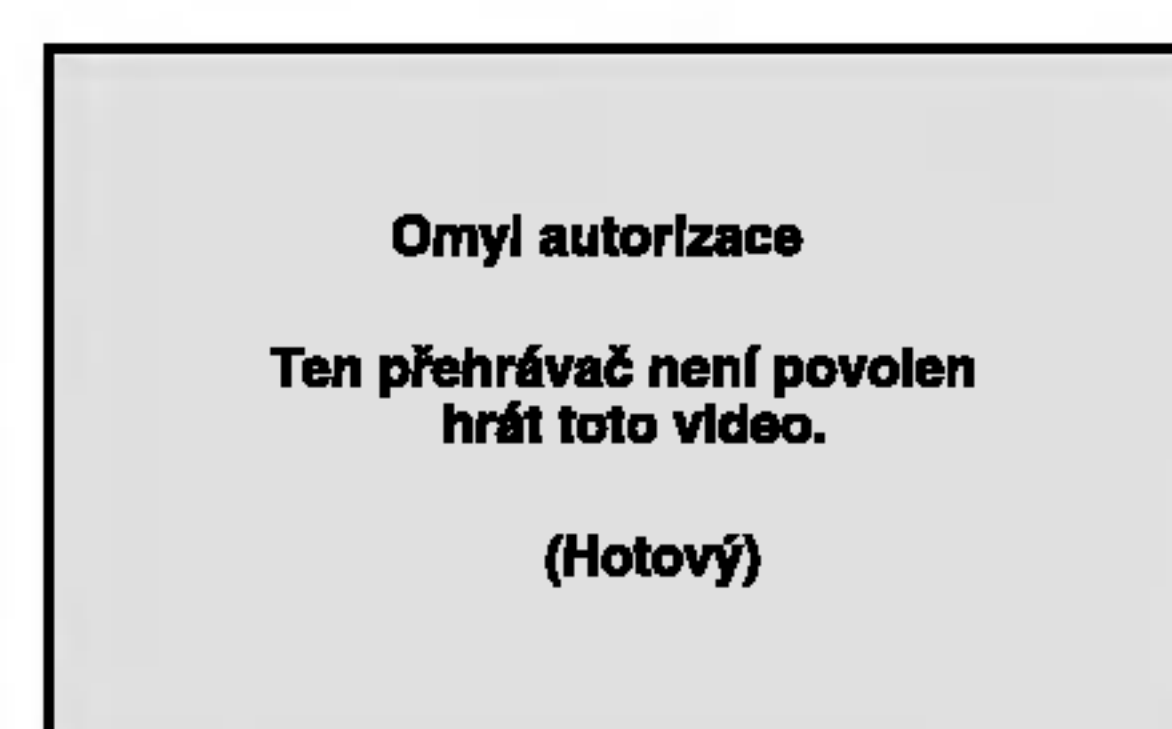 Omyl autorizace
Ten přehrávač není povolen
hrát toto video.
(Hotový)